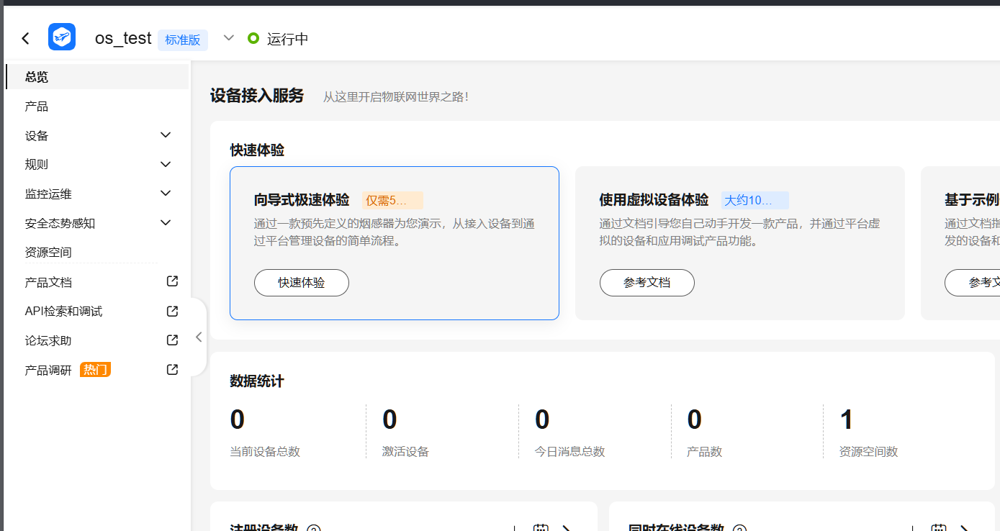 os_test 标准版 运行中
总览
产品
设备
规则
监控运维
安全态势感知
资源空间
产品文档
API检索和调试
论坛求助
产品调研 热门
设备接入服务 从这里开启物联网世界之路！
快速体验
向导式极速体验 仅需5...
通过一款预先定义的烟感器为您演示，从接入设备到通
过平台管理设备的简单流程。
快速体验
使用虚拟设备体验 大约10...
通过文档引导您自己动手开发一款产品，并通过平台虚
拟的设备和应用调试产品功能。
参考文档
基于示例
通过文档指
发的设备和
参考文
数据统计
0
当前设备总数
0
激活设备
0
今日消息总数
0
产品数
1
资源空间数
注册设备数
同时在线设备数